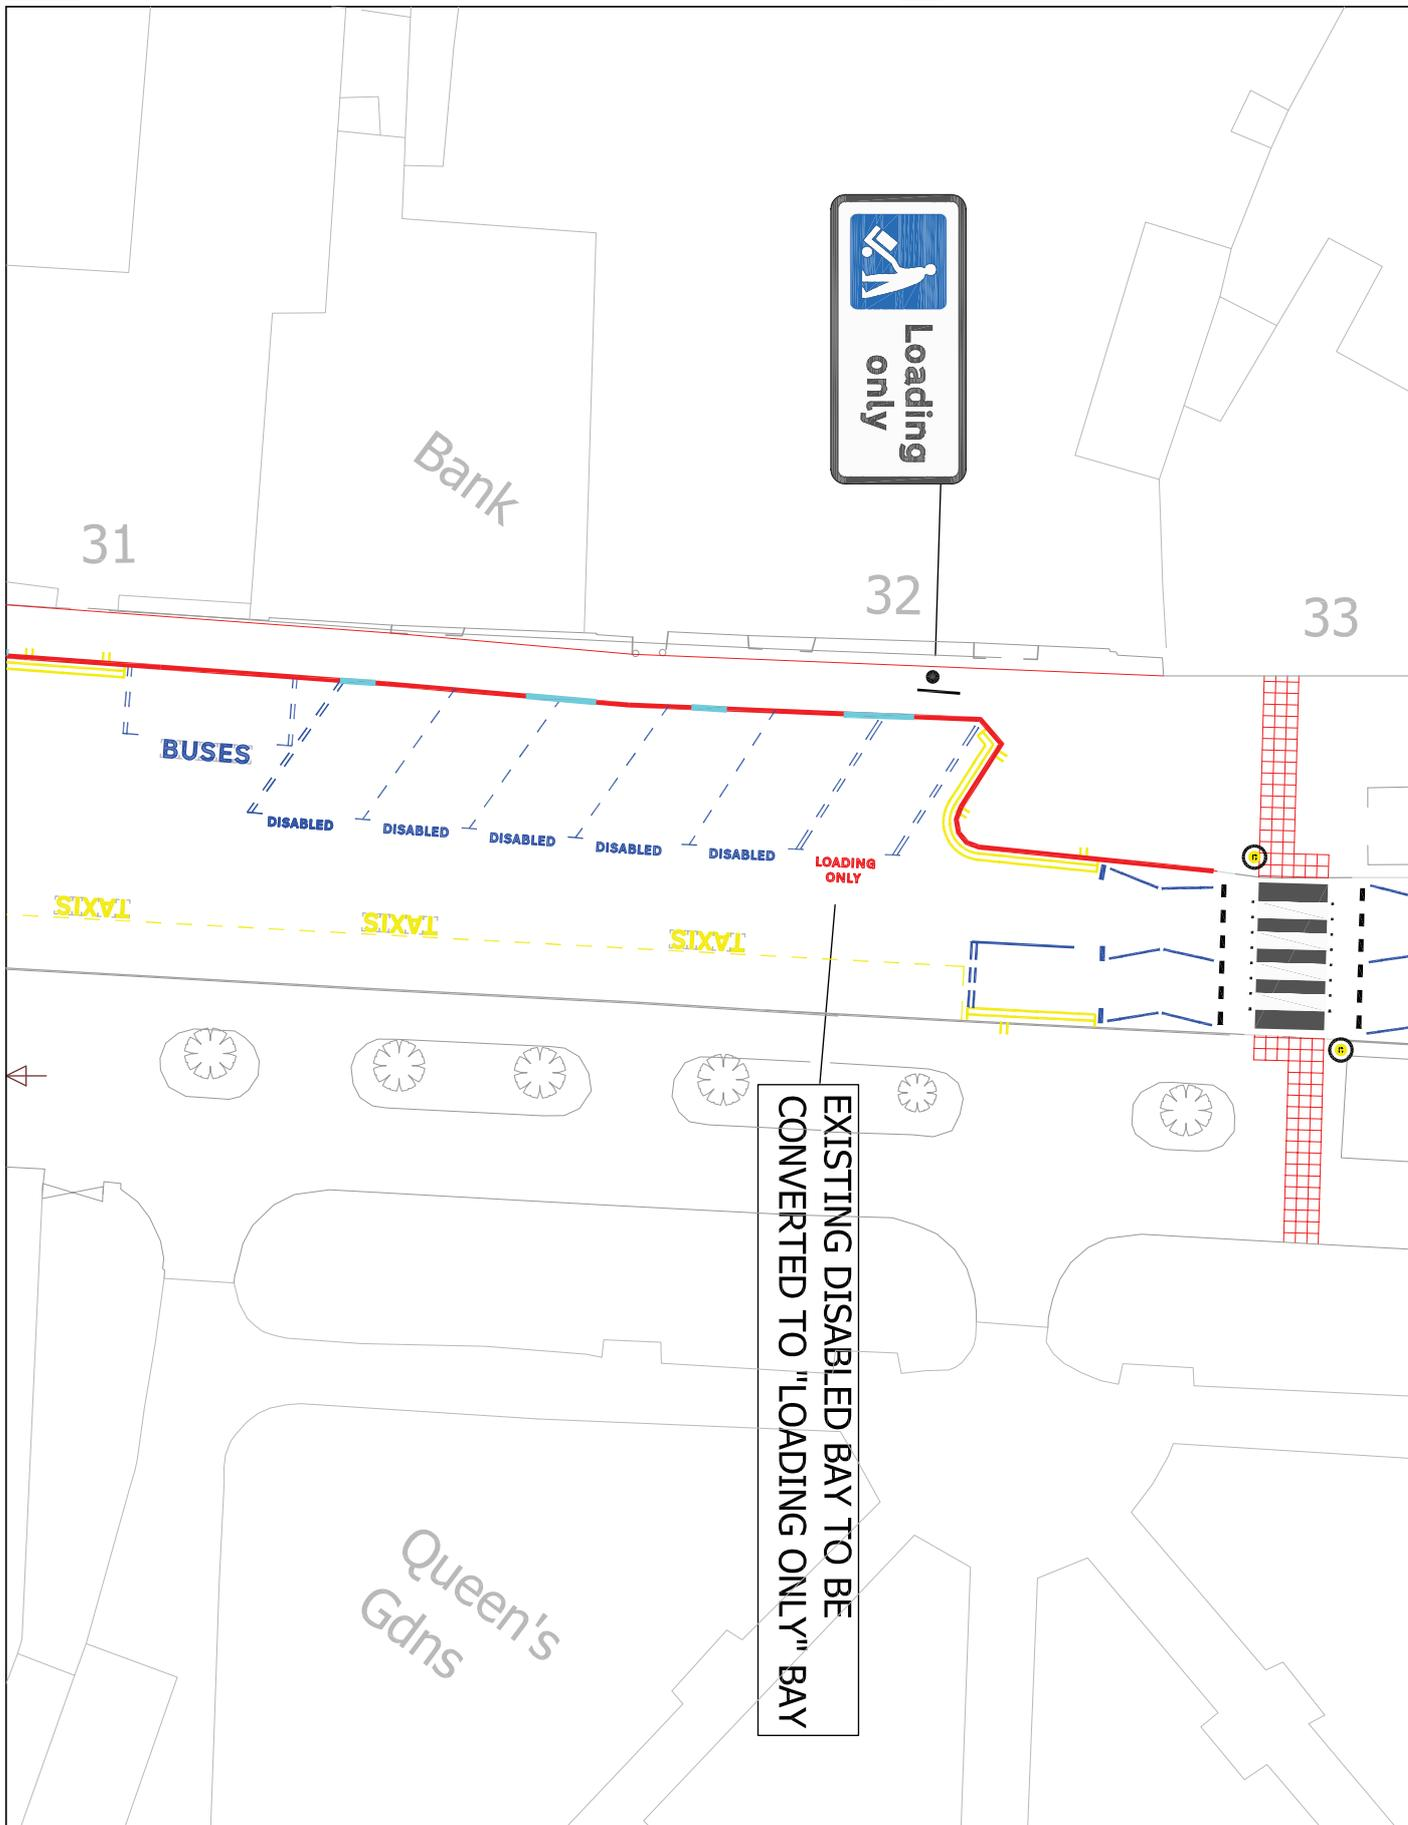 Loading
only
Bank
31
32
33
BUSES
DISABLED
DISABLED
DISABLED
DISABLED
DISABLED
LOADING
ONLY
TAXIS
TAXIS
TAXIS
EXISTING DISABLED BAY TO BE
CONVERTED TO "LOADING ONLY" BAY
Queen's
Gdns